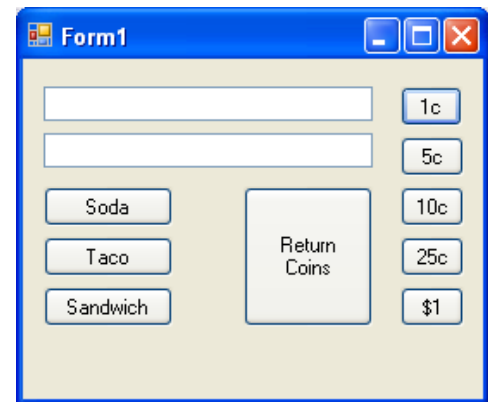 Form1
1c
5c
Soda
10c
Taco
Return
Coins
25c
Sandwich
$1